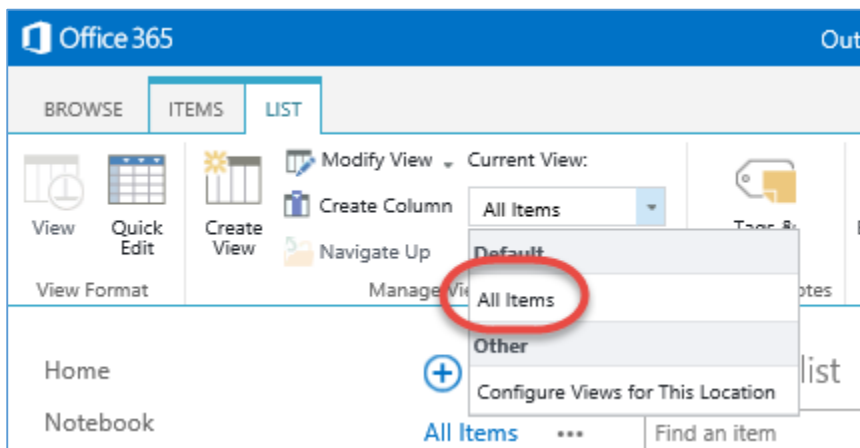 Office 365
Out
BROWSE ITEMS LIST
Modify View Current View:
Create Column All Items
View Quick Edit Create View Tags &
Navigate Up Default
View Format Manage Vie otes
All Items
Other
Home list
Configure Views for This Location
Notebook
All Items ... Find an item